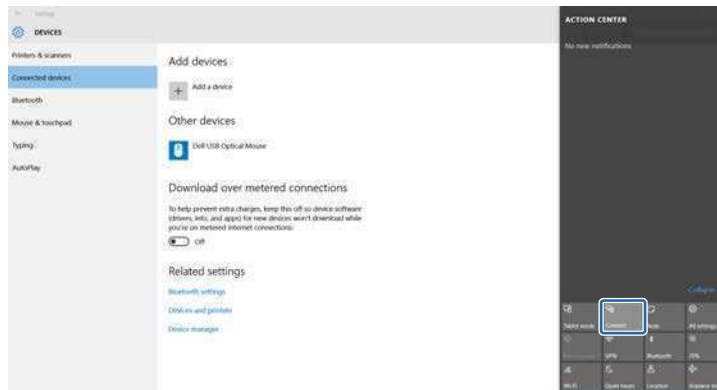 Settings
DEVICES
Printers & scanners
Connected devices
Bluetooth
Mouse & touchpad
Typing
AutoPlay
Add devices
Add a device
Other devices
Dell USB Optical Mouse
Download over metered connections
To help prevent extra charges, keep this off so device software
(drivers, info, and apps) for new devices won't download while
you're on metered Internet connections.
Off
Related settings
Bluetooth settings
Devices and printers
Device manager
ACTION CENTER
No new notifications
Collapse
Tablet mode
Connect
Note
All settings
VPN
Bluetooth
70%
Wi-Fi
Quiet hours
Location
Airplane m